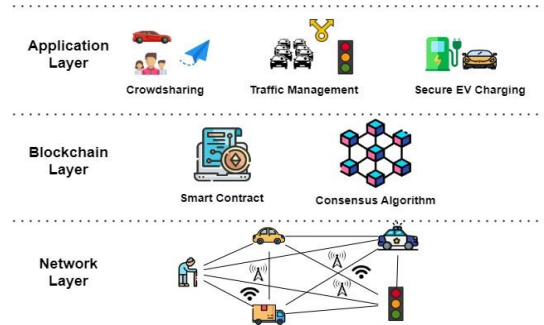 Application
Layer
Crowdsharing
Traffic Management
Secure EV Charging
Blockchain
Layer
Smart Contract
Consensus Algorithm
Network
Layer